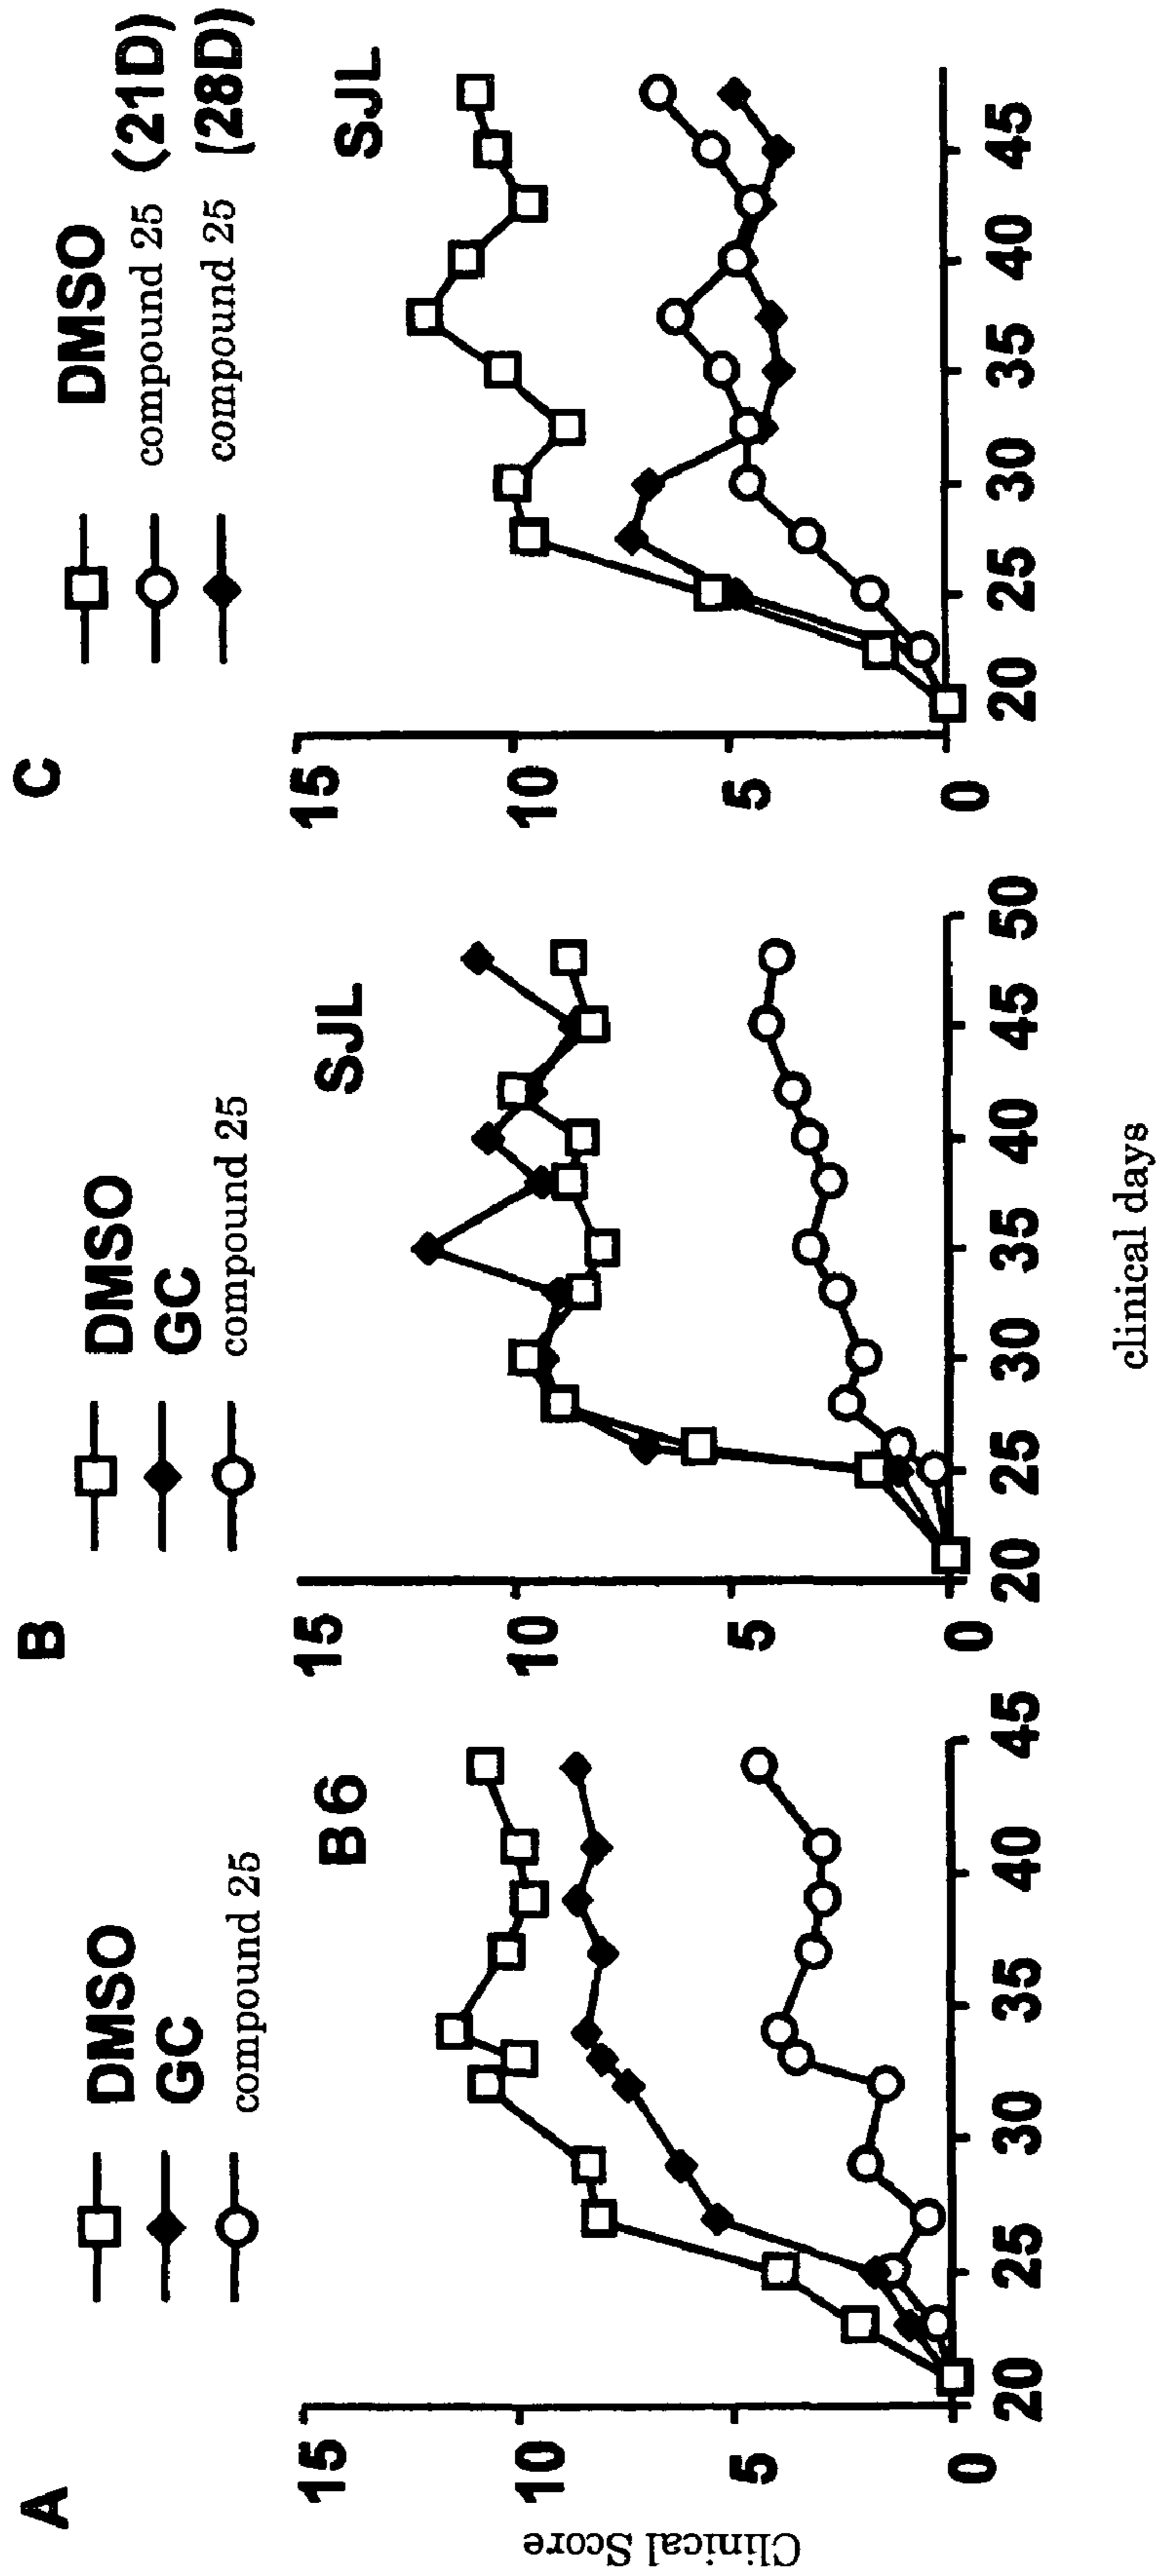 A
DMSO
GC
compound 25
B6
15
10
5
0
20 25 30 35 40 45
Clinical Score
B
DMSO
GC
compound 25
SJL
15
10
5
0
20 25 30 35 40 45 50
clinical days
C
DMSO
compound 25 (21D)
compound 25 [28D)
SJL
15
10
5
0
20 25 30 35 40 45